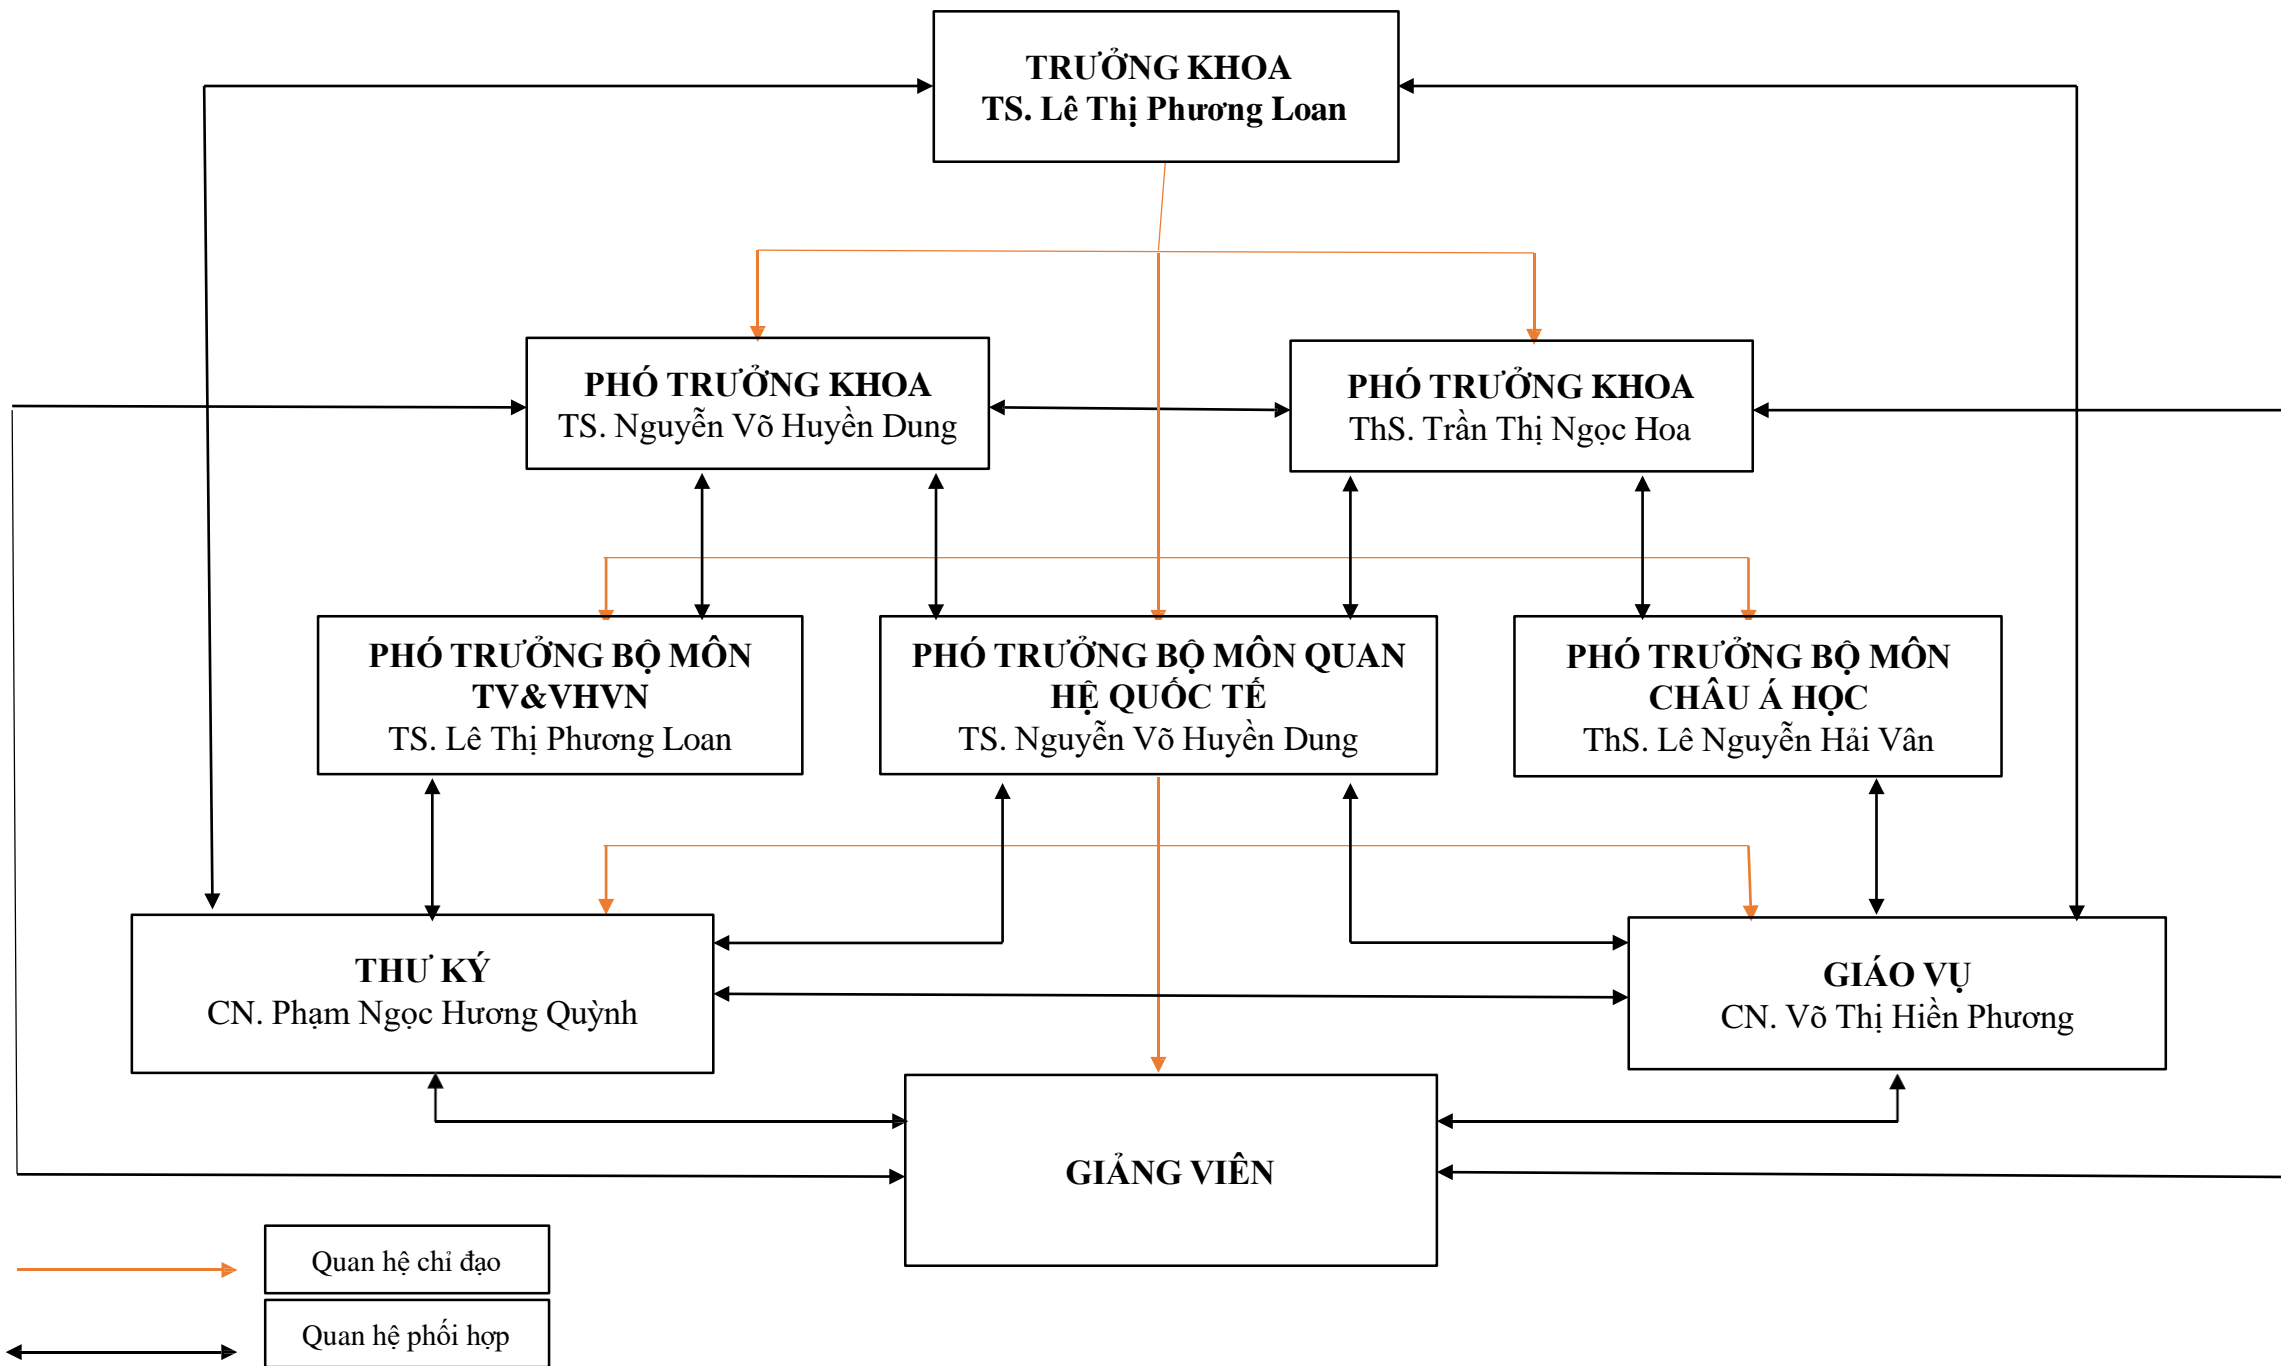 TRƯỞNG KHOA
TS. Lê Thị Phương Loan
PHÓ TRƯỞNG KHOA
TS. Nguyễn Võ Huyền Dung
PHÓ TRƯỞNG KHOA
ThS. Trần Thị Ngọc Hoa
PHÓ TRƯỞNG BỘ MÔN
TV&VHVN
TS. Lê Thị Phương Loan
PHÓ TRƯỞNG BỘ MÔN QUAN
HỆ QUỐC TẾ
TS. Nguyễn Võ Huyền Dung
PHÓ TRƯỞNG BỘ MÔN
CHÂU Á HỌC
ThS. Lê Nguyễn Hải Vân
THƯ KÝ
CN. Phạm Ngọc Hương Quỳnh
GIÁO VỤ
CN. Võ Thị Hiền Phương
GIẢNG VIÊN
Quan hệ chỉ đạo
Quan hệ phối hợp